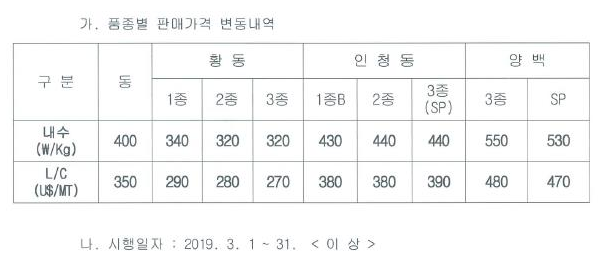 가. 품종별 판매가격 변동내역
구 분 동 황 동 인 청 동 양 백
1종 2종 3종 1종B 2종 3종(SP) 3종 SP
내수(W/Kg) 400 340 320 320 430 440 440 550 530
L/C(U$/MT) 350 290 280 270 380 380 390 480 470
나. 시행일자 : 2019. 3. 1 ~ 31. < 이 상 >